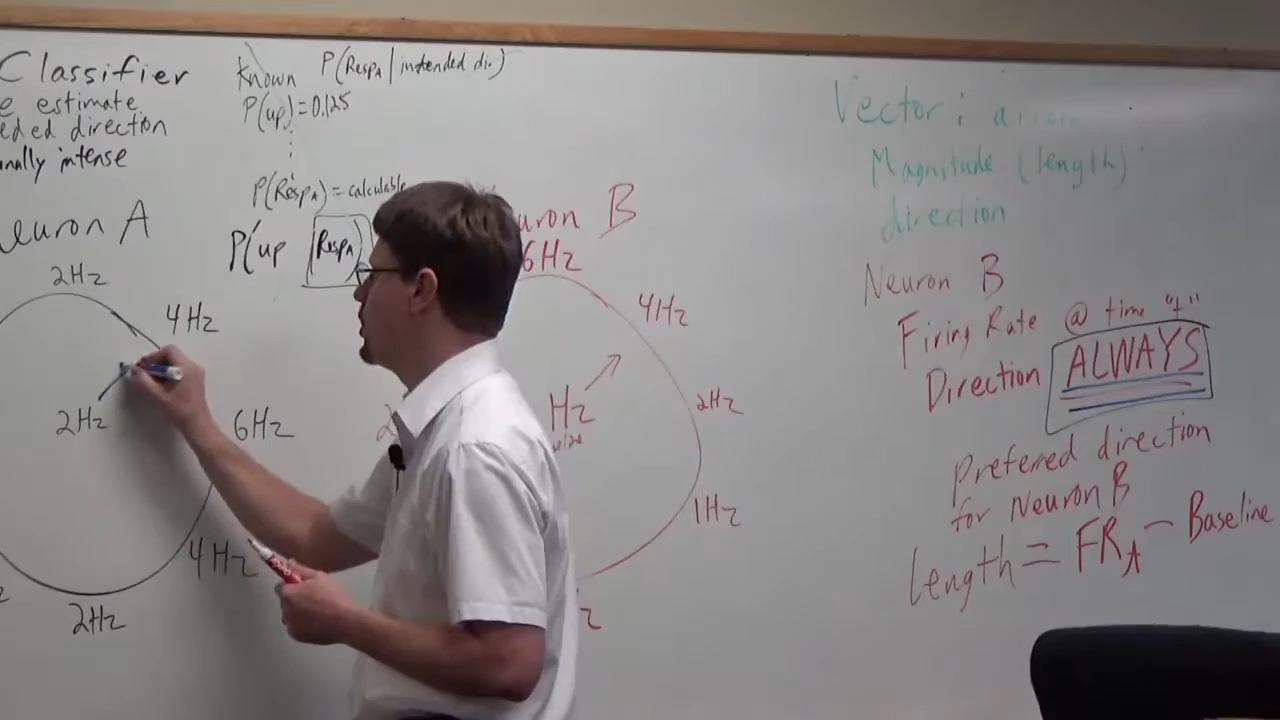 Classifier
e estimate
eded direction
nally intense
Known P(RespA | intended dir)
P(up) = 0.125
P(RespA) = calculable
P(up | RespA)
euron A
2Hz
4Hz
2Hz
6Hz
4Hz
2Hz
uron B
6Hz
4Hz
Hz
2Hz
1Hz
z
Vector:
Magnitude (length)
direction
Neuron B
Firing Rate @ time "t"
Direction ALWAYS
preferred direction
for Neuron B
length = FRA - Baseline